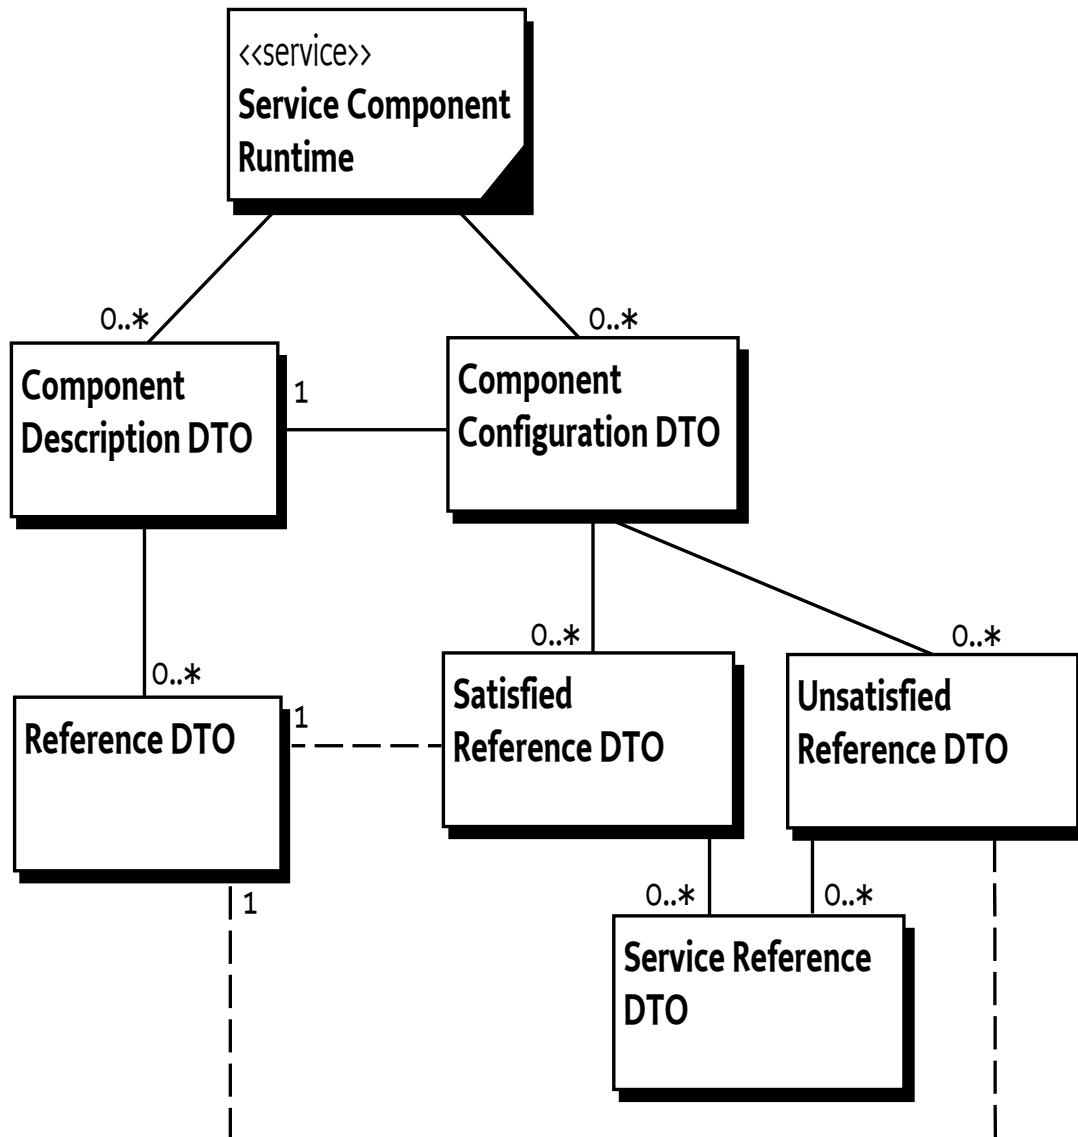 <<service>>
Service Component
Runtime
0..*
0..*
Component
Description DTO
1
Component
Configuration DTO
0..*
0..*
0..*
Reference DTO
1
Satisfied
Reference DTO
Unsatisfied
Reference DTO
1
0..*
0..*
Service Reference
DTO